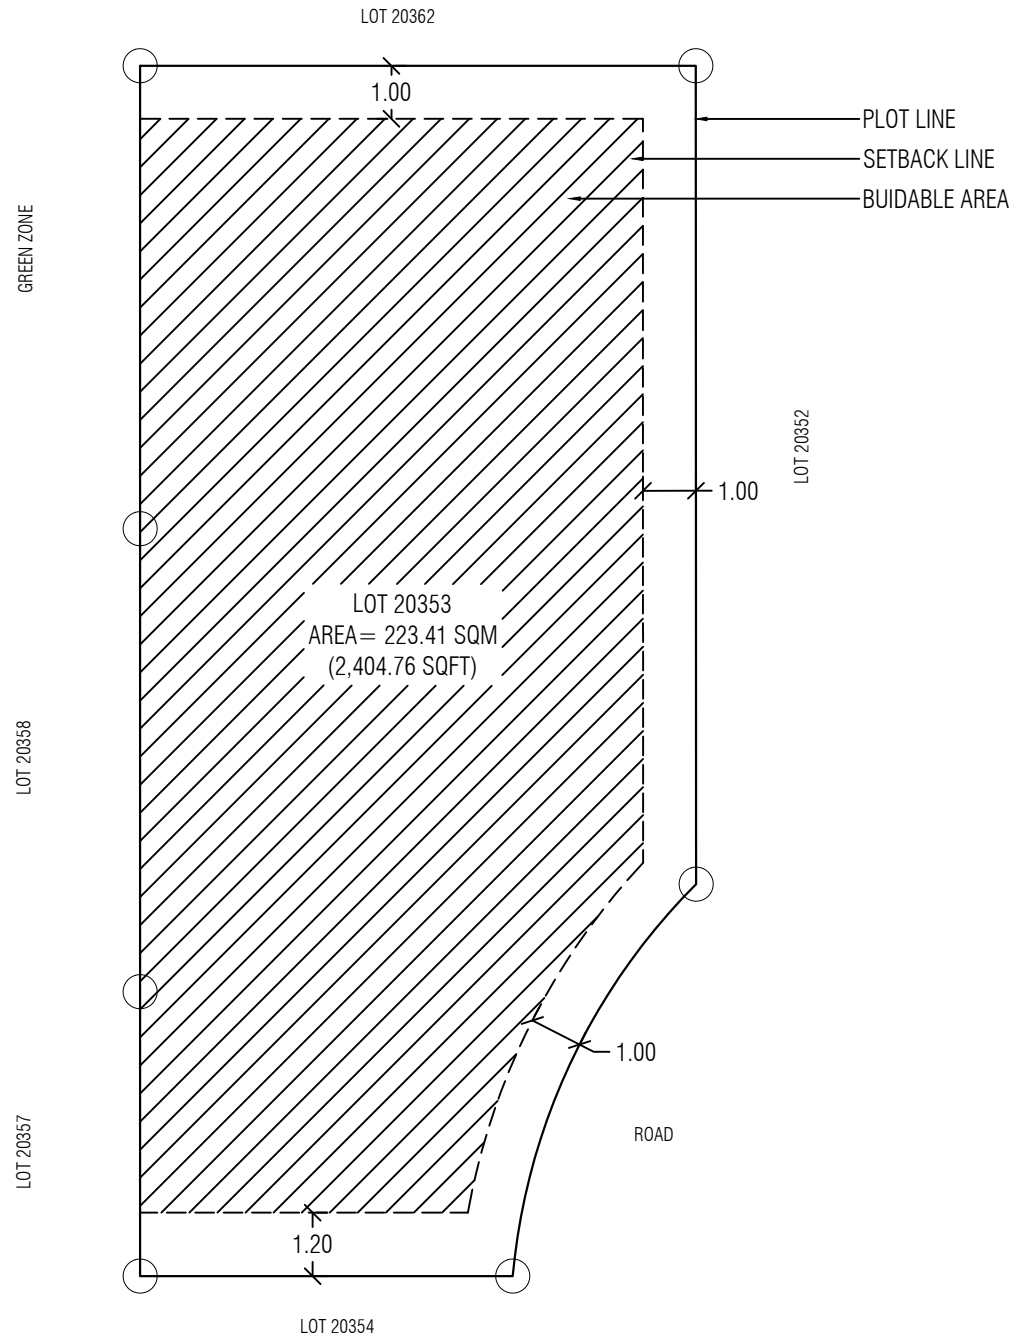 LOT 20362
1.00
PLOT LINE
SETBACK LINE
BUIDABLE AREA
GREEN ZONE
LOT 20352
1.00
LOT 20353
AREA= 223.41 SQM
(2,404.76 SQFT)
LOT 20358
1.00
ROAD
LOT 20357
1.20
LOT 20354